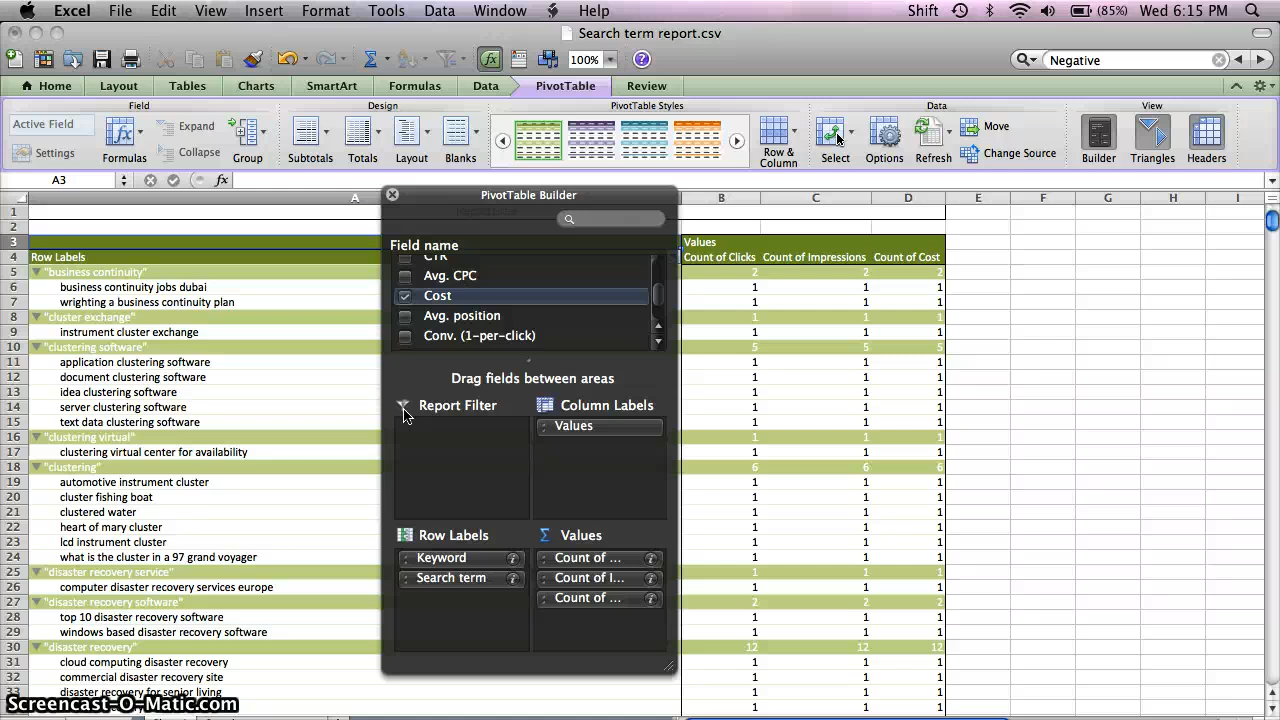 Excel File Edit View Insert Format Tools Data Window Help Shift (85%) Wed 6:15 PM
Search term report.csv
100% Negative
Home Layout Tables Charts SmartArt Formulas Data PivotTable Review
Field Design PivotTable Styles Data View
Active Field Expand Move
Settings Collaps Change Source
Formulas Group Subtotals Totals Layout Blanks Row & Column Select Options Refresh Builder Triangles Headers
A3 fx
PivotTable Builder
A B C D E F G H I
1
2
Field name
3 Values
4 Row Labels Count of Clicks Count of Impressions Count of Cost
CTR
5 "business continuity" 2 2 2
Avg. CPC
6 business continuity jobs dubai 1 1 1
Cost
7 wrighting a business continuity plan 1 1 1
Avg. position
8 "cluster exchange" 1 1 1
9 instrument cluster exchange 1 1 1
Conv. (1-per-click)
10 "clustering software" 5 5 5
11 application clustering software 1 1 1
12 document clustering software 1 1 1
Drag fields between areas
13 idea clustering software 1 1 1
14 server clustering software 1 1 1
Report Filter Column Labels
15 text data clustering software 1 1 1
Values
16 "clustering virtual" 1 1 1
17 clustering virtual center for availability 1 1 1
18 "clustering" 6 6 6
19 automotive instrument cluster 1 1 1
20 cluster fishing boat 1 1 1
21 clustered water 1 1 1
22 heart of mary cluster 1 1 1
Row Labels Values
23 lcd instrument cluster 1 1 1
24 what is the cluster in a 97 grand voyager 1 1 1
Keyword Count of ...
25 "disaster recovery service" 1 1 1
Search term Count of I...
26 computer disaster recovery services europe 1 1 1
Count of ...
27 "disaster recovery software" 2 2 2
28 top 10 disaster recovery software 1 1 1
29 windows based disaster recovery software 1 1 1
30 "disaster recovery" 12 12 12
31 cloud computing disaster recovery 1 1 1
32 commercial disaster recovery site 1 1 1
33 disaster recovery for senior living 1 1 1
1 1 1
Screencast-O-Matic.com